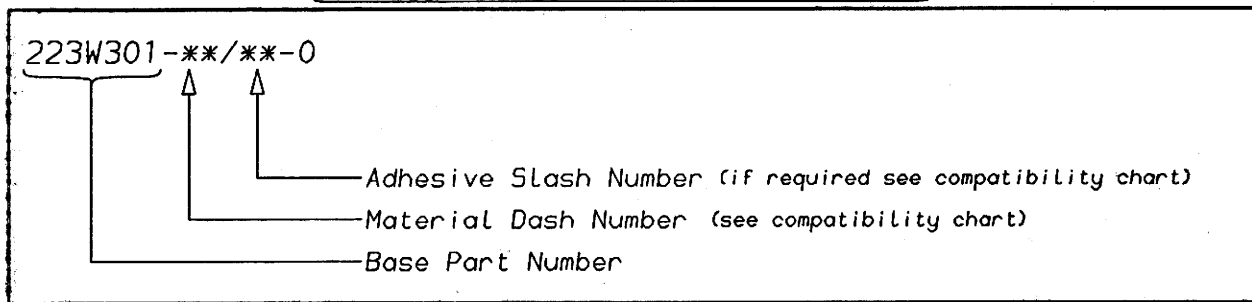 223W301-**/**-0
Adhesive Slash Number (if required see compatibility chart)
Material Dash Number (see compatibility chart)
Base Part Number